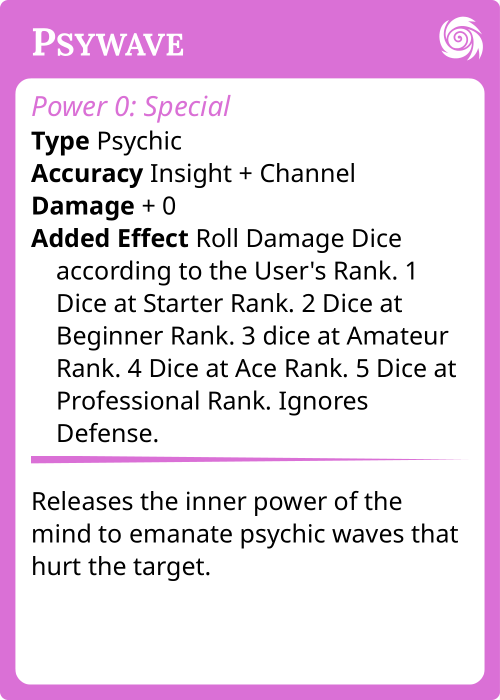 Psywave
Power 0: Special
Type Psychic
Accuracy Insight + Channel
Damage + 0
Added Effect Roll Damage Dice
according to the User's Rank. 1
Dice at Starter Rank. 2 Dice at
Beginner Rank. 3 dice at Amateur
Rank. 4 Dice at Ace Rank. 5 Dice at
Professional Rank. Ignores
Defense.
Releases the inner power of the
mind to emanate psychic waves that
hurt the target.